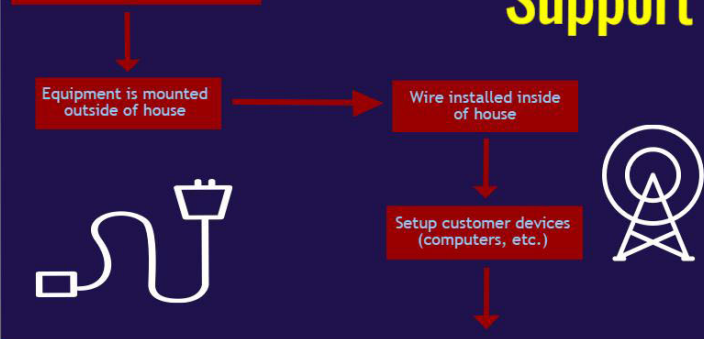 Support
Equipment is mounted
outside of house
Wire installed inside
of house
Setup customer devices
(computers, etc.)